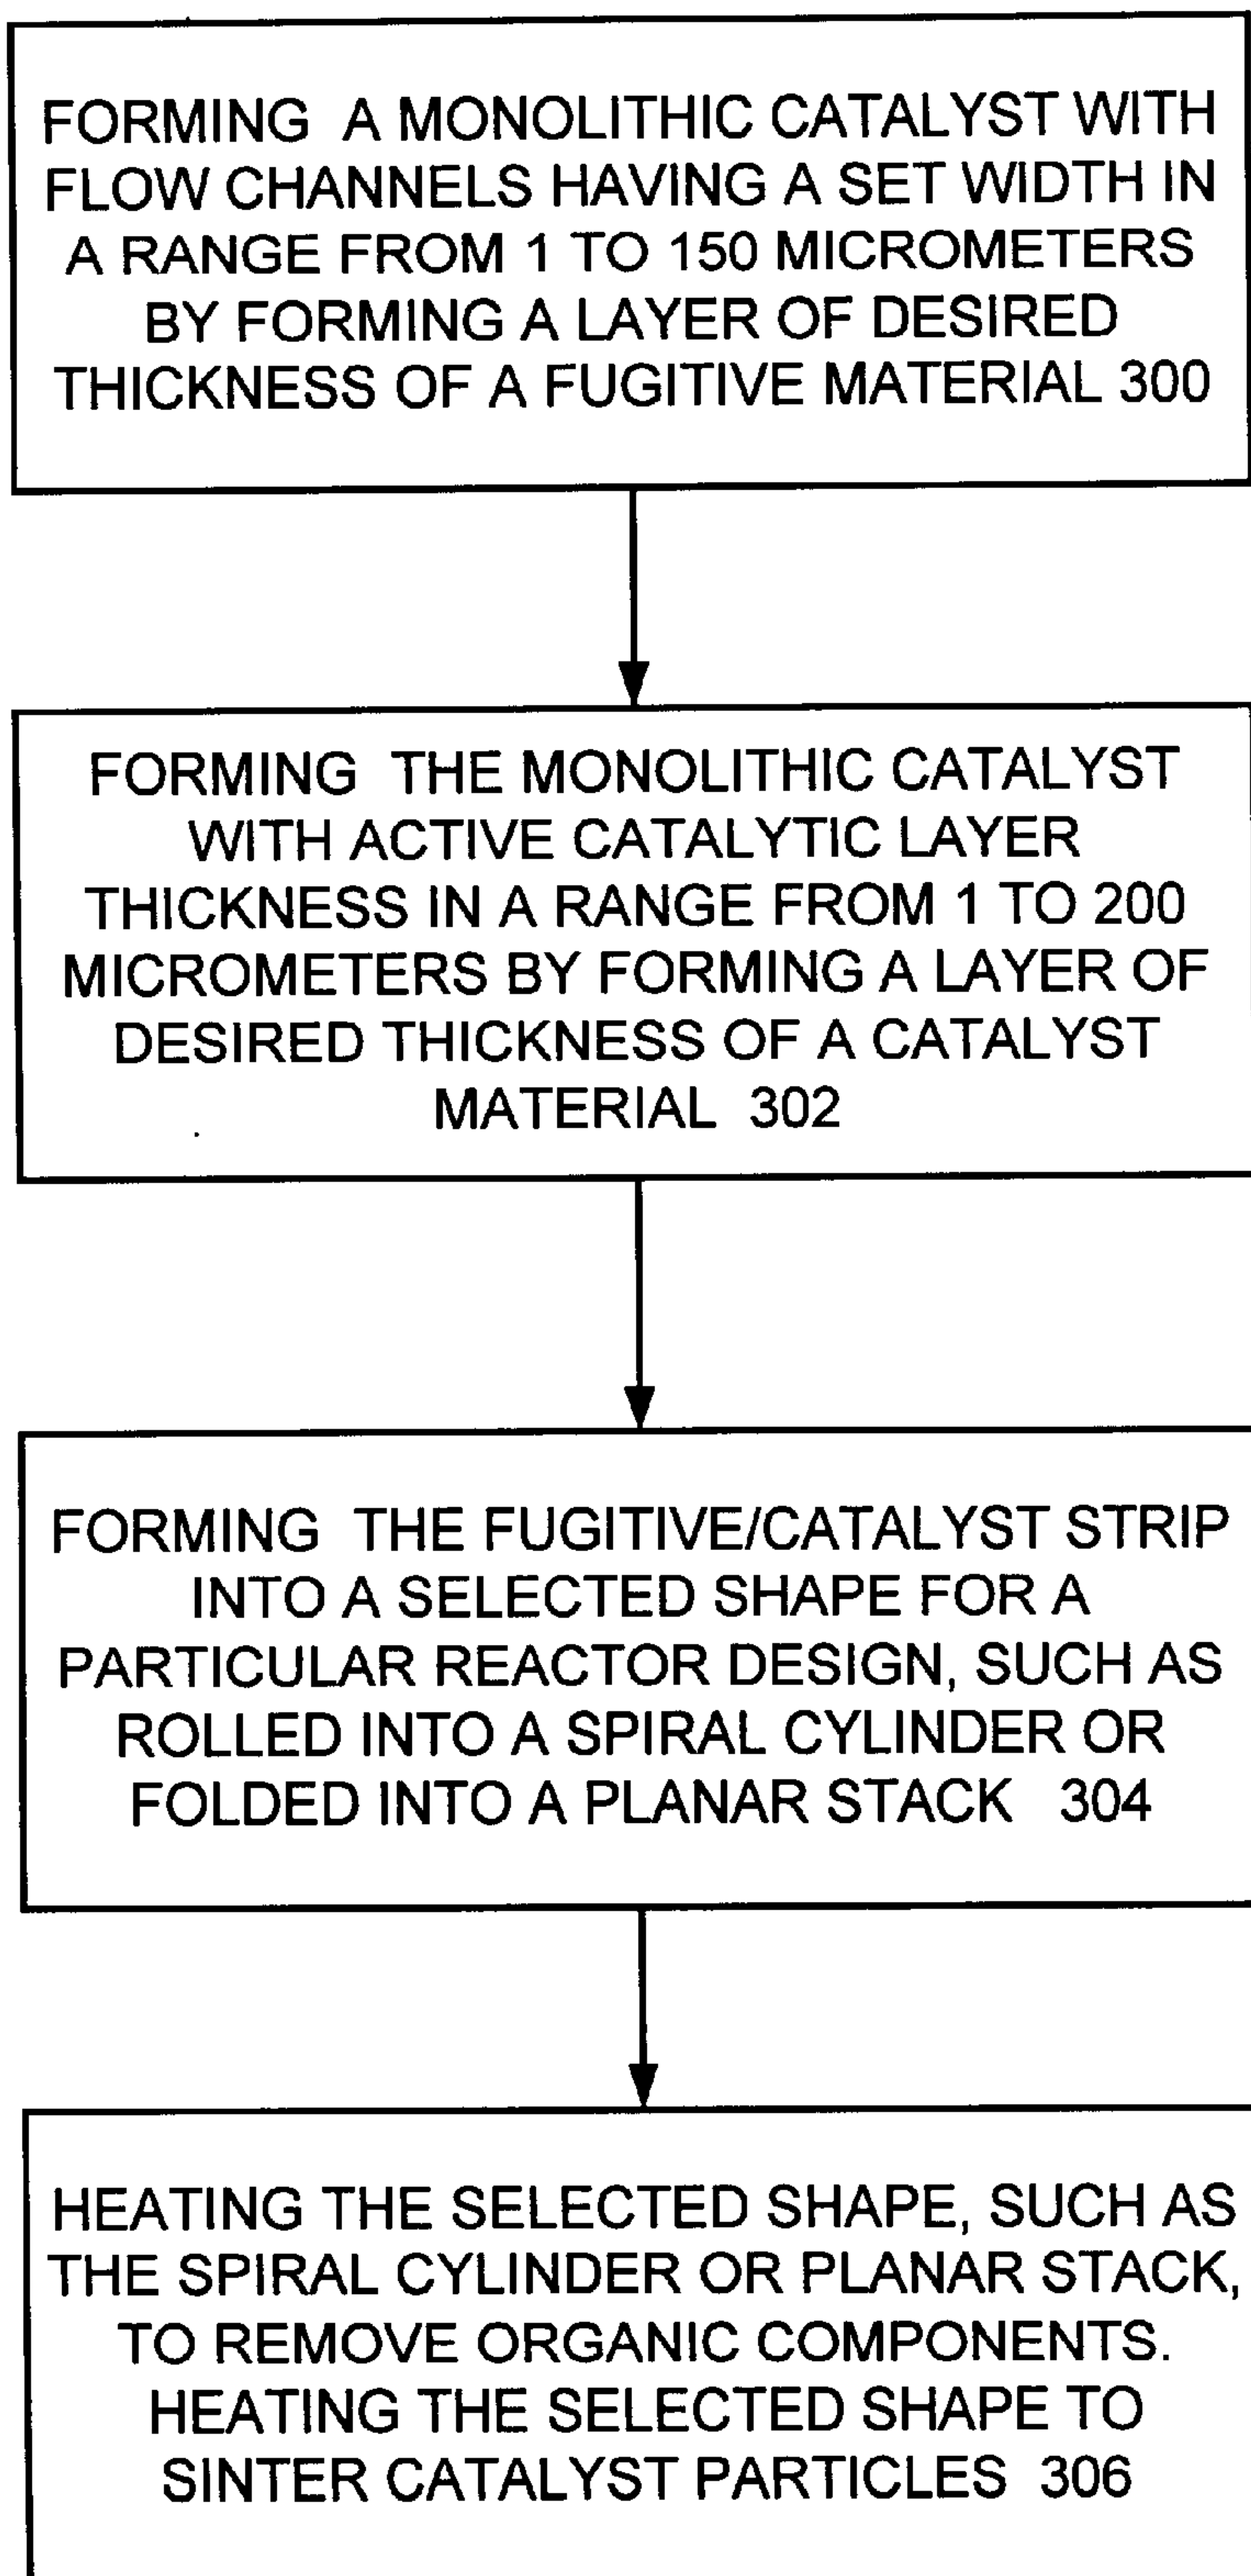 FORMING A MONOLITHIC CATALYST WITH
FLOW CHANNELS HAVING A SET WIDTH IN
A RANGE FROM 1 TO 150 MICROMETERS
BY FORMING A LAYER OF DESIRED
THICKNESS OF A FUGITIVE MATERIAL 300
FORMING THE MONOLITHIC CATALYST
WITH ACTIVE CATALYTIC LAYER
THICKNESS IN A RANGE FROM 1 TO 200
MICROMETERS BY FORMING A LAYER OF
DESIRED THICKNESS OF A CATALYST
MATERIAL 302
FORMING THE FUGITIVE/CATALYST STRIP
INTO A SELECTED SHAPE FOR A
PARTICULAR REACTOR DESIGN, SUCH AS
ROLLED INTO A SPIRAL CYLINDER OR
FOLDED INTO A PLANAR STACK 304
HEATING THE SELECTED SHAPE, SUCH AS
THE SPIRAL CYLINDER OR PLANAR STACK,
TO REMOVE ORGANIC COMPONENTS.
HEATING THE SELECTED SHAPE TO
SINTER CATALYST PARTICLES 306